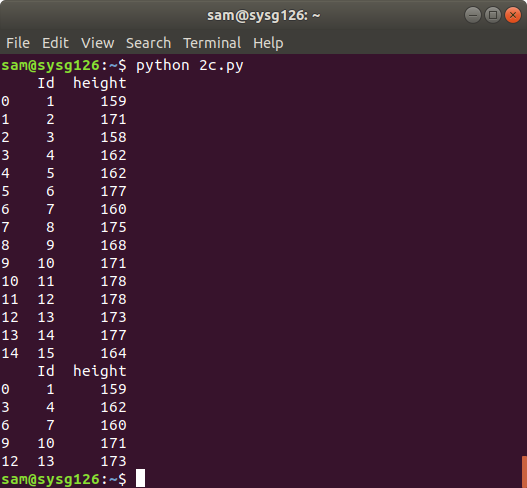 sam@sysg126: ~
File Edit View Search Terminal Help
sam@sysg126:~$ python 2c.py
    Id  height
0    1     159
1    2     171
2    3     158
3    4     162
4    5     162
5    6     177
6    7     160
7    8     175
8    9     168
9   10     171
10  11     178
11  12     178
12  13     173
13  14     177
14  15     164
    Id  height
0    1     159
3    4     162
6    7     160
9   10     171
12  13     173
sam@sysg126:~$